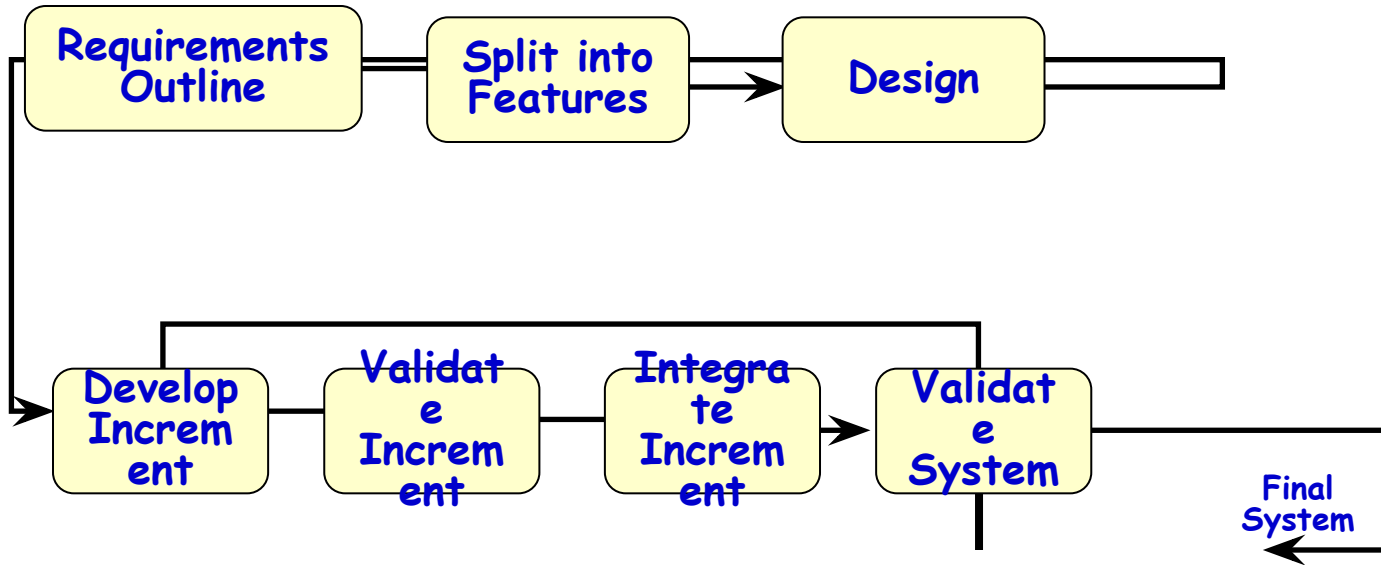 Requirements
Outline
Split into
Features
Design
Develop
Increm
ent
Validat
e
Increm
ent
Integra
te
Increm
ent
Validat
e
System
Final
System